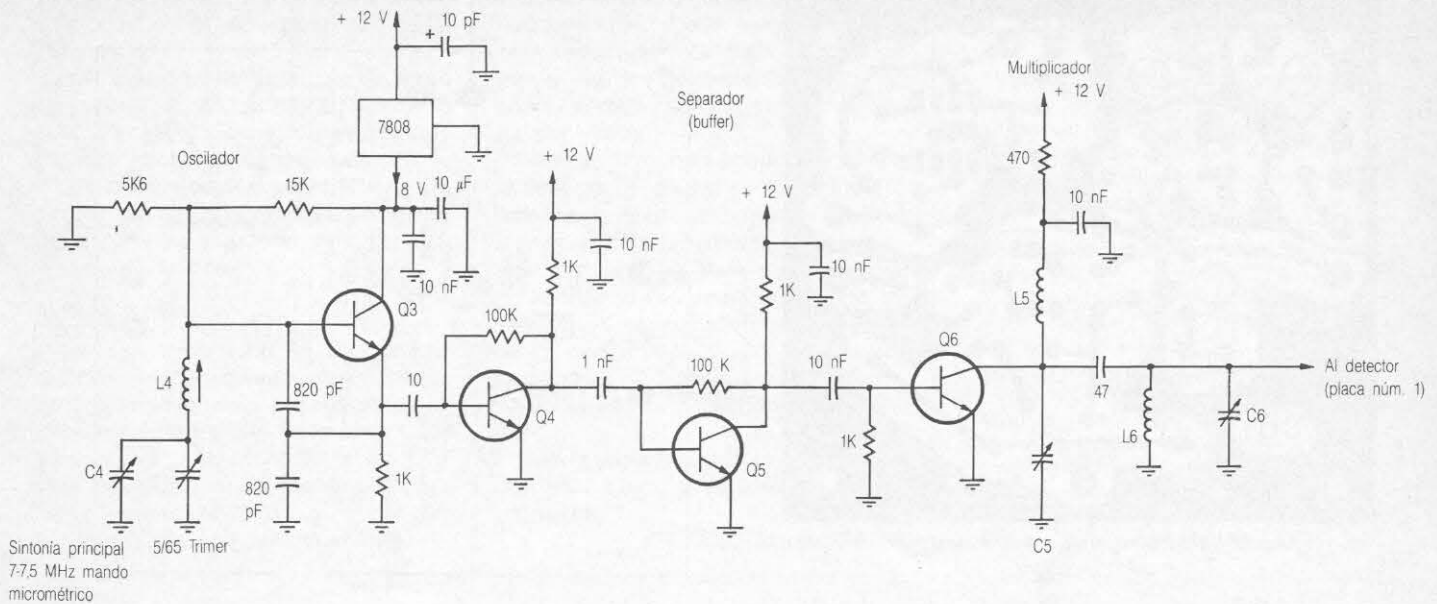 + 12 V
10 pF
+
7808
Oscilador
5K6
15K
8 V
10 µF
10 nF
Q3
L4
820 pF
820
pF
C4
5/65 Trimer
Sintonía principal
7-7,5 MHz mando
micrométrico
1K
10
100K
Q4
+ 12 V
10 nF
1K
1 nF
Separador
(buffer)
+ 12 V
10 nF
1K
100 K
Q5
10 nF
1K
Q6
Multiplicador
+ 12 V
470
10 nF
L5
47
C5
L6
C6
Al detector
(placa núm. 1)